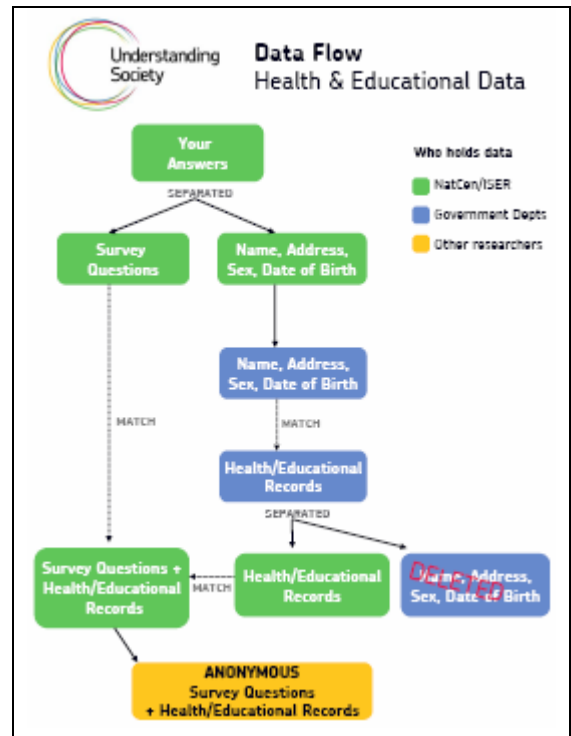 Understanding
Society
Data Flow
Health & Educational Data
Your
Answers
Who holds data
NatCen/ISER
Government Depts
Other researchers
SEPARATED
Survey
Questions
Name, Address,
Sex, Date of Birth
Name, Address,
Sex, Date of Birth
MATCH
MATCH
Health/Educational
Records
SEPARATED
Survey Questions +
Health/Educational
Records
MATCH
Health/Educational
Records
Name, Address,
Sex, Date of Birth
DELETED
ANONYMOUS
Survey Questions
+ Health/Educational Records